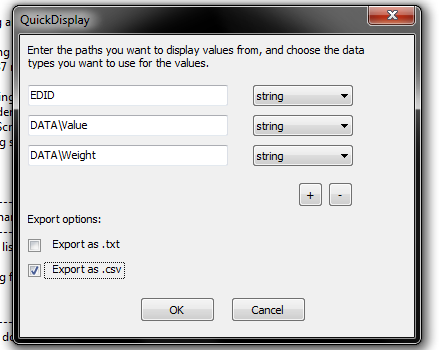 QuickDisplay
Enter the paths you want to display values from, and choose the data
types you want to use for the values.
EDID string
DATA\Value string
DATA\Weight string
+ -
Export options:
Export as .txt
Export as .csv
OK Cancel